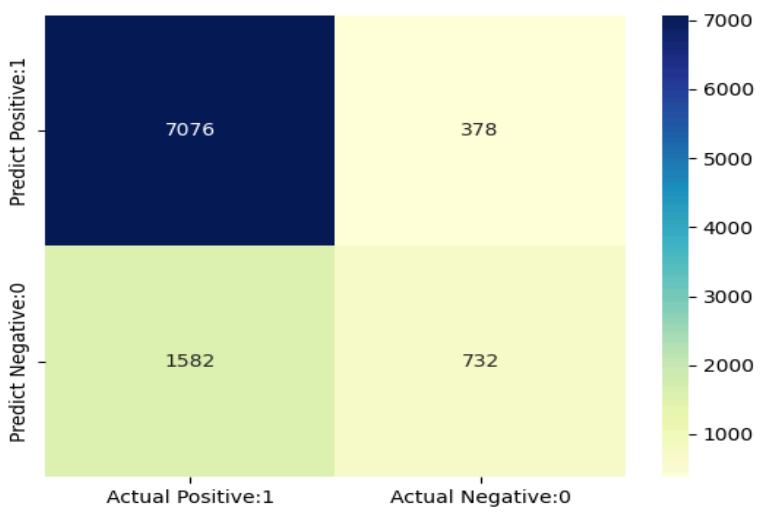 Predict Positive:1
Predict Negative:0
7076
378
1582
732
Actual Positive:1
Actual Negative:0
7000
6000
5000
4000
3000
2000
1000